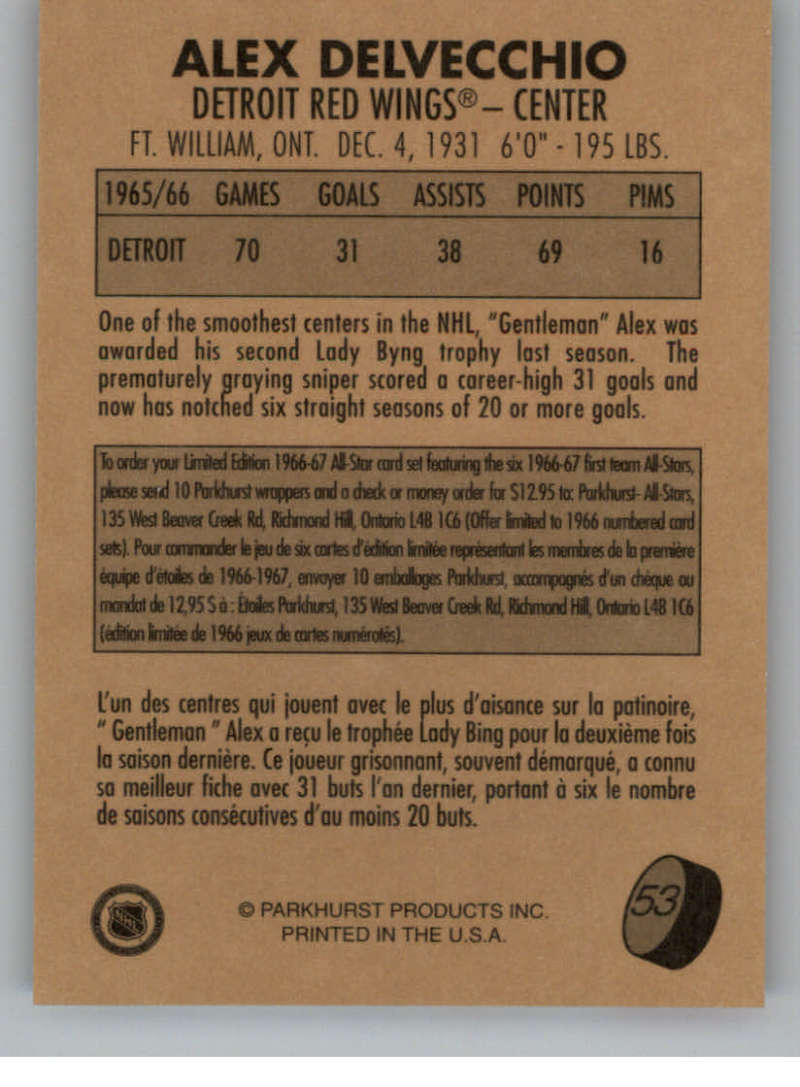 ALEX DELVECCHIO
DETROIT RED WINGS® – CENTER
FT. WILLIAM, ONT. DEC. 4, 1931 6'0" - 195 LBS.
1965/66 GAMES GOALS ASSISTS POINTS PIMS
DETROIT 70 31 38 69 16
One of the smoothest centers in the NHL, "Gentleman" Alex was
awarded his second Lady Byng trophy last season. The
prematurely graying sniper scored a career-high 31 goals and
now has notched six straight seasons of 20 or more goals.
To order your Limited Edition 1966-67 All-Star card set featuring the six 1966-67 first team All-Stars,
please send 10 Parkhurst wrappers and a check or money order for $12.95 to: Parkhurst- All-Stars,
135 West Beaver Creek Rd, Richmond Hill, Ontario L4B 1C6 (Offer limited to 1966 numbered card
sets). Pour commander le jeu de six cartes d'édition limitée représentant les membres de la première
équipe d'étoiles de 1966-1967, envoyer 10 emballages Parkhurst, accompagnés d'un chèque ou
mandat de 12,95 $ à : Étoiles Parkhurst, 135 West Beaver Creek Rd, Richmond Hill, Ontario L4B 1C6
(édition limitée de 1966 jeux de cartes numérotés).
L'un des centres qui jouent avec le plus d'aisance sur la patinoire,
" Gentleman " Alex a reçu le trophée Lady Bing pour la deuxième fois
la saison dernière. Ce joueur grisonnant, souvent démarqué, a connu
sa meilleur fiche avec 31 buts l'an dernier, portant à six le nombre
de saisons consécutives d'au moins 20 buts.
NHL
© PARKHURST PRODUCTS INC.
PRINTED IN THE U.S.A.
53